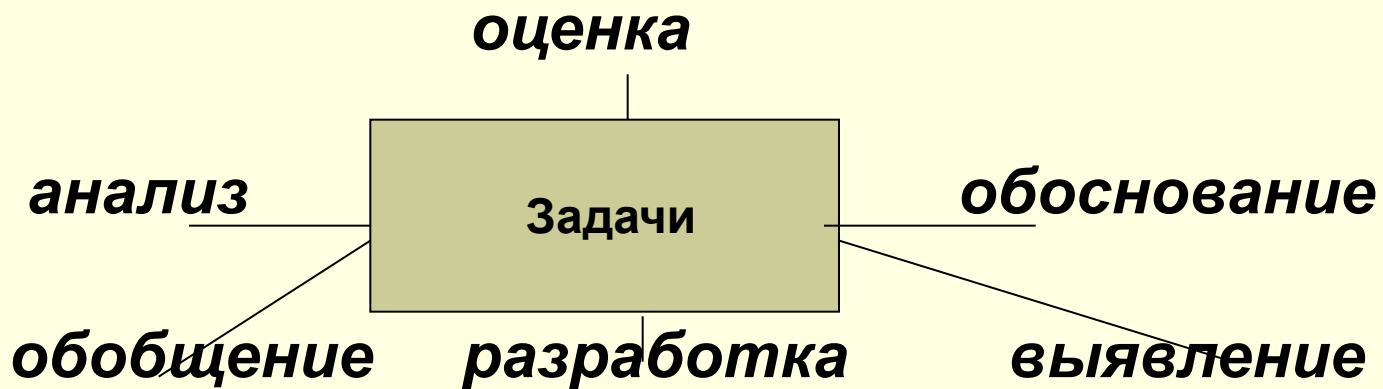 оценка
анализ
Задачи
обоснование
обобщение
разработка
выявление